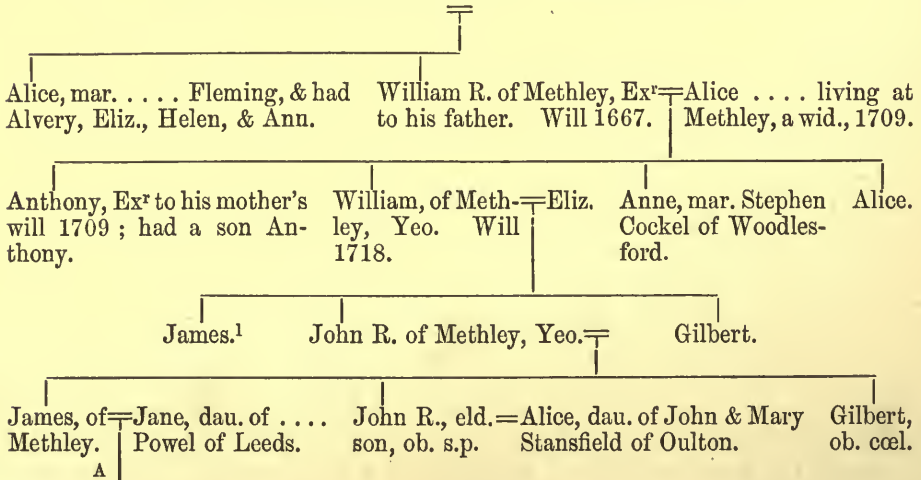 Alice, mar. . . . . . Fleming, & had
Alvery, Eliz., Helen, & Ann.
William R. of Methley, Exr
to his father. Will 1667.
Alice . . . . living at
Methley, a wid., 1709.
Anthony, Exr to his mother's
will 1709 ; had a son An-
thony.
William, of Meth-
ley, Yeo. Will
1718.
Eliz.
Anne, mar. Stephen
Cockel of Woodles-
ford.
Alice.
James.1
John R. of Methley, Yeo.
Gilbert.
James, of
Methley.
A
Jane, dau. of . . . .
Powel of Leeds.
John R., eld.
son, ob. s.p.
=Alice, dau. of John & Mary
Stansfield of Oulton.
Gilbert,
ob. cœl.